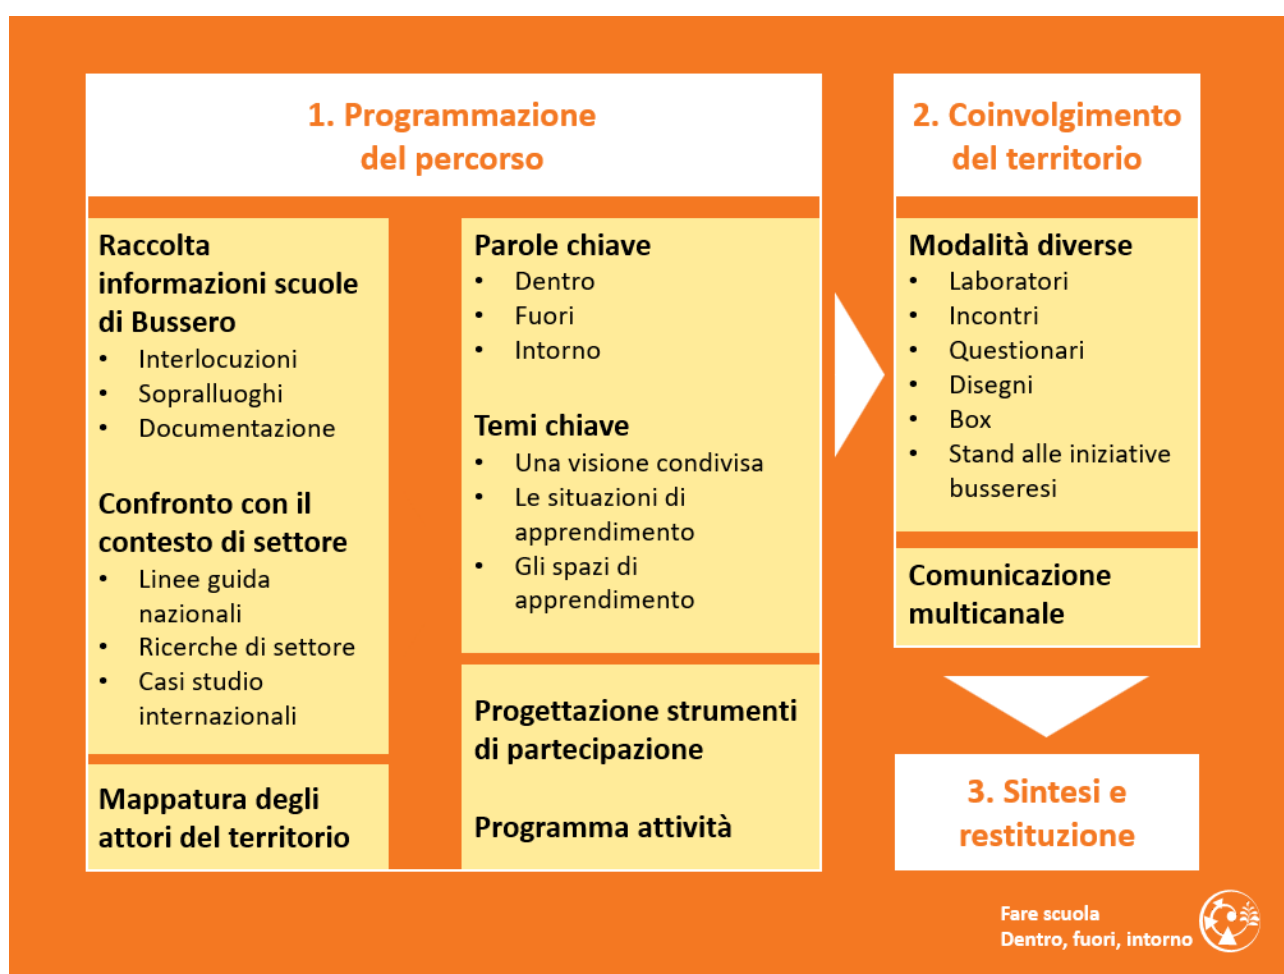 1. Programmazione
del percorso
Raccolta
informazioni scuole
di Bussero
• Interlocuzioni
• Sopralluoghi
• Documentazione
Confronto con il
contesto di settore
• Linee guida
nazionali
• Ricerche di settore
• Casi studio
internazionali
Mappatura degli
attori del territorio
Parole chiave
• Dentro
• Fuori
• Intorno
Temi chiave
• Una visione condivisa
• Le situazioni di
apprendimento
• Gli spazi di
apprendimento
Progettazione strumenti
di partecipazione
Programma attività
2. Coinvolgimento
del territorio
Modalità diverse
• Laboratori
• Incontri
• Questionari
• Disegni
• Box
• Stand alle iniziative
busseresi
Comunicazione
multicanale
3. Sintesi e
restituzione
Fare scuola
Dentro, fuori, intorno